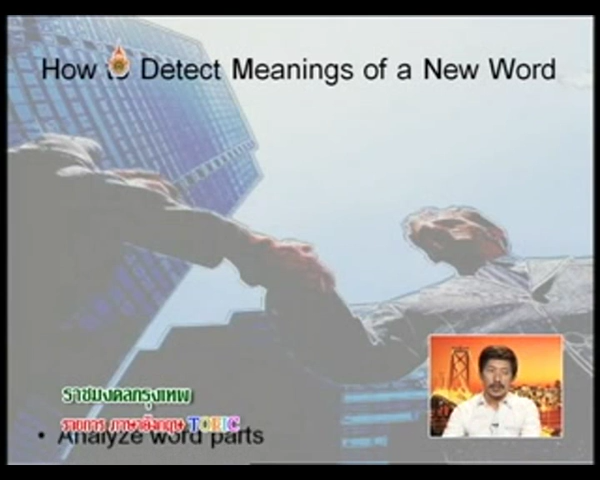 How to Detect Meanings of a New Word
ราชมงคลกรุงเทพ
รายการ ภาษาอังกฤษ TOEIC
• Analyze word parts